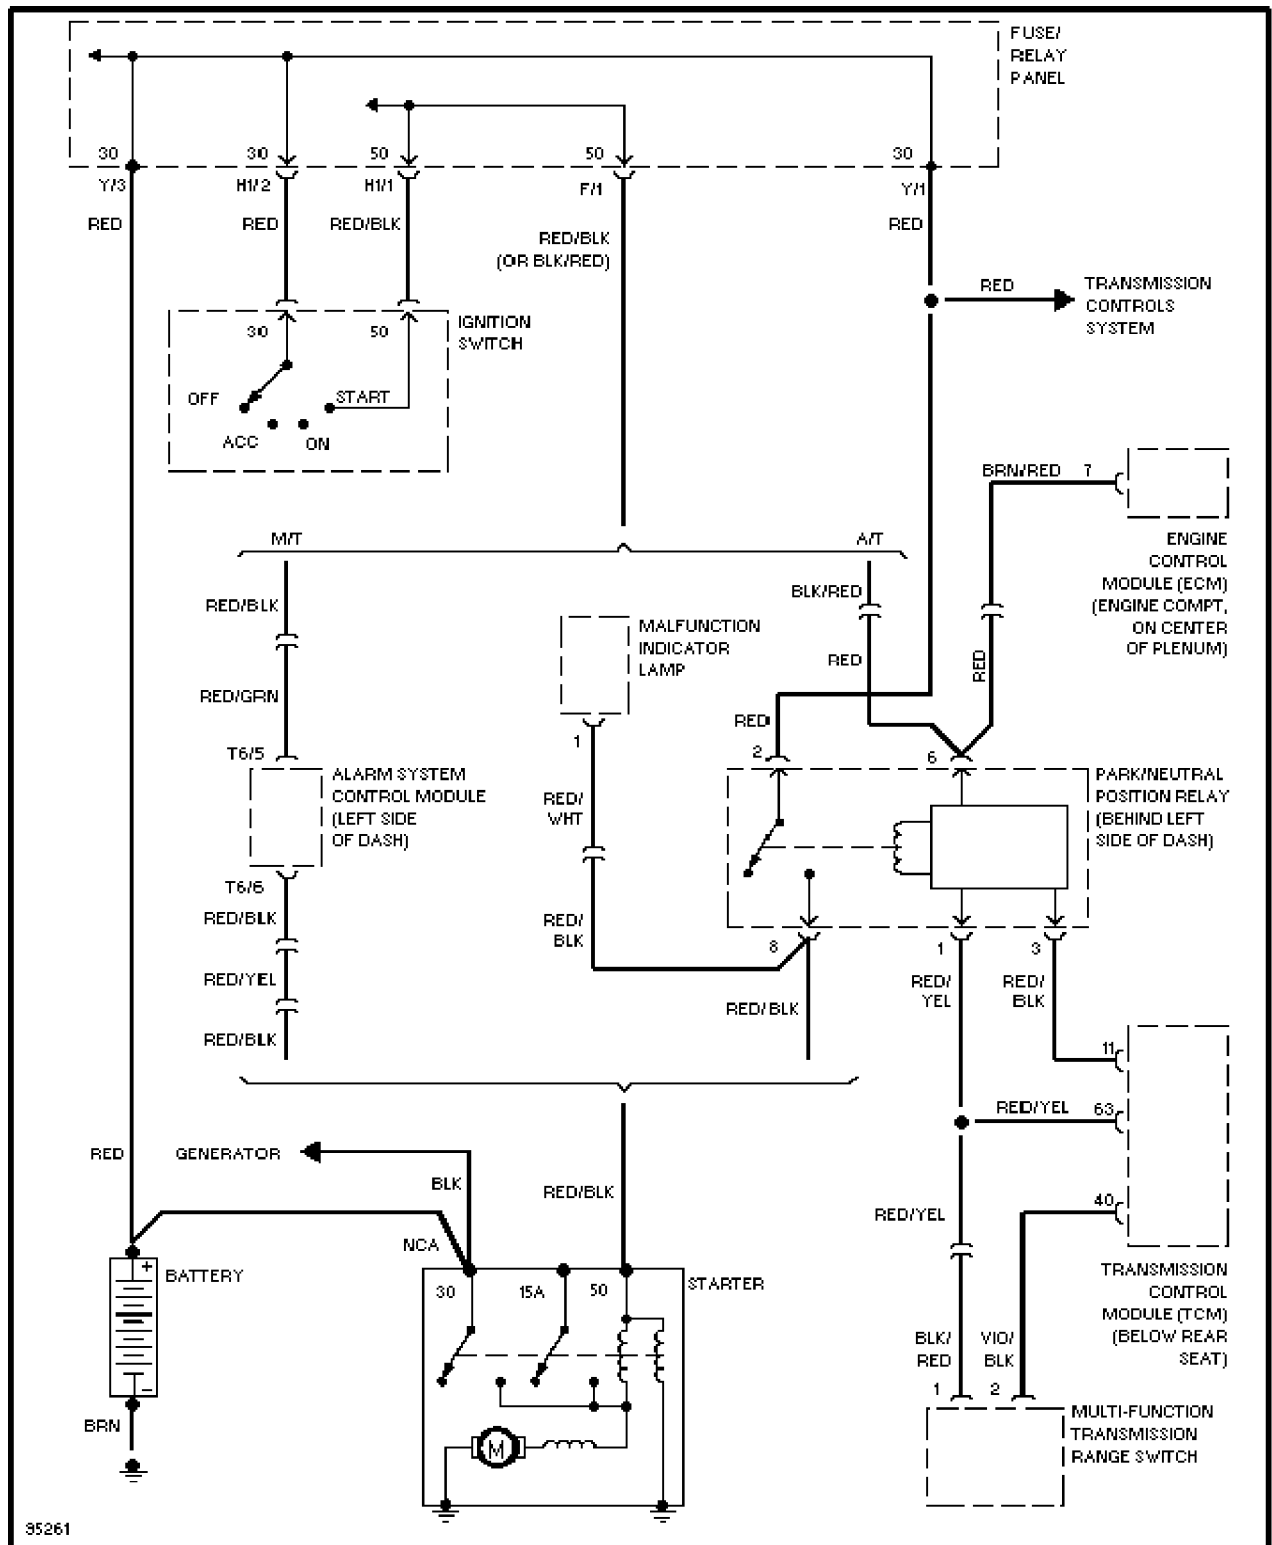 FUSE/
RELAY
PANEL
30
30
50
50
30
Y/3
H1/2
H1/1
F/1
Y/1
RED
RED
RED/BLK
RED/BLK
(OR BLK/RED)
RED
RED
TRANSMISSION
CONTROLS
SYSTEM
30
50
IGNITION
SWITCH
OFF
START
ACC
ON
BRN/RED
7
ENGINE
CONTROL
MODULE (ECM)
(ENGINE COMPT,
ON CENTER
OF PLENUM)
M/T
A/T
RED/BLK
BLK/RED
MALFUNCTION
INDICATOR
LAMP
RED
RED
RED/GRN
RED
1
2
6
T6/5
ALARM SYSTEM
CONTROL MODULE
(LEFT SIDE
OF DASH)
PARK/NEUTRAL
POSITION RELAY
(BEHIND LEFT
SIDE OF DASH)
RED/
WHT
T6/6
RED/BLK
RED/
BLK
8
1
3
RED/YEL
RED/BLK
RED/
YEL
RED/
BLK
RED/BLK
11
RED/YEL
63
RED
GENERATOR
BLK
RED/BLK
40
RED/YEL
NCA
BATTERY
+
−
30
15A
50
STARTER
TRANSMISSION
CONTROL
MODULE (TCM)
(BELOW REAR
SEAT)
BLK/
RED
VIO/
BLK
1
2
BRN
M
MULTI-FUNCTION
TRANSMISSION
RANGE SWITCH
95261